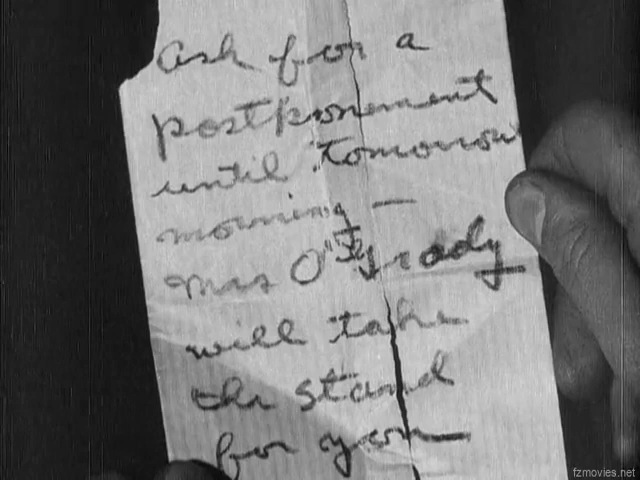 Ask for a
postponement
until tomorrow
morning —
Mrs O'Grady
will take
the stand
for you—
fzmovies.net